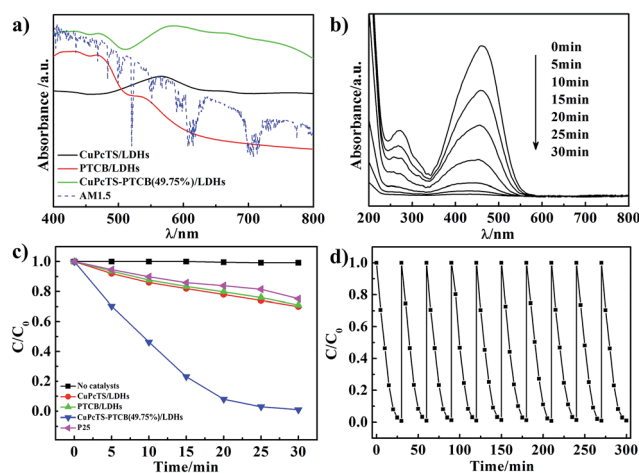 a)
Absorbance /a.u.
CuPcTS/LDHs
PTCB/LDHs
CuPcTS-PTCB(49.75%)/LDHs
AM1.5
400 500 600 700 800
λ/nm
b)
Absorbance/a.u.
0min
5min
10min
15min
20min
25min
30min
200 300 400 500 600 700 800
λ/nm
c)
C/C0
1.0
0.8
0.6
0.4
0.2
0.0
No catalysts
CuPcTS/LDHs
PTCB/LDHs
CuPcTS-PTCB(49.75%)/LDHs
P25
0 5 10 15 20 25 30
Time/min
d)
C/C0
1.0
0.8
0.6
0.4
0.2
0.0
0 50 100 150 200 250 300
Time/min